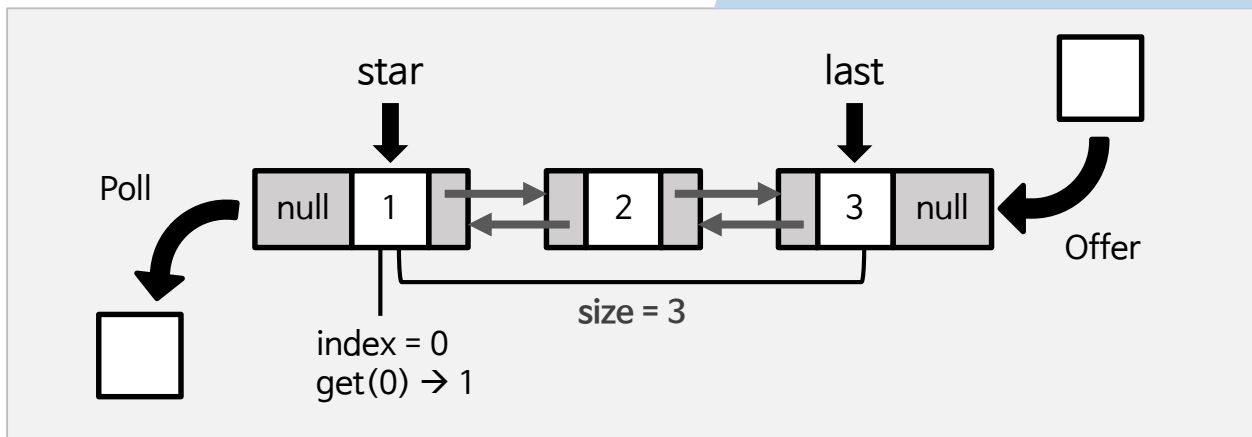 star
last
Poll
null
1
2
3
null
Offer
size = 3
index = 0
get(0) → 1